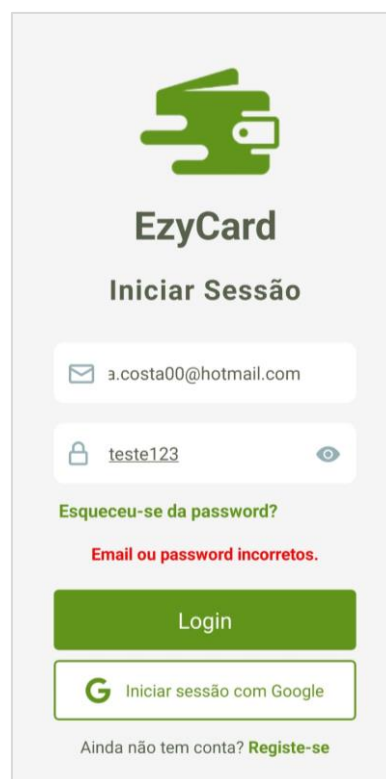 EzyCard
Iniciar Sessão
a.costa00@hotmail.com
teste123
Esqueceu-se da password?
Email ou password incorretos.
Login
G Iniciar sessão com Google
Ainda não tem conta? Registe-se